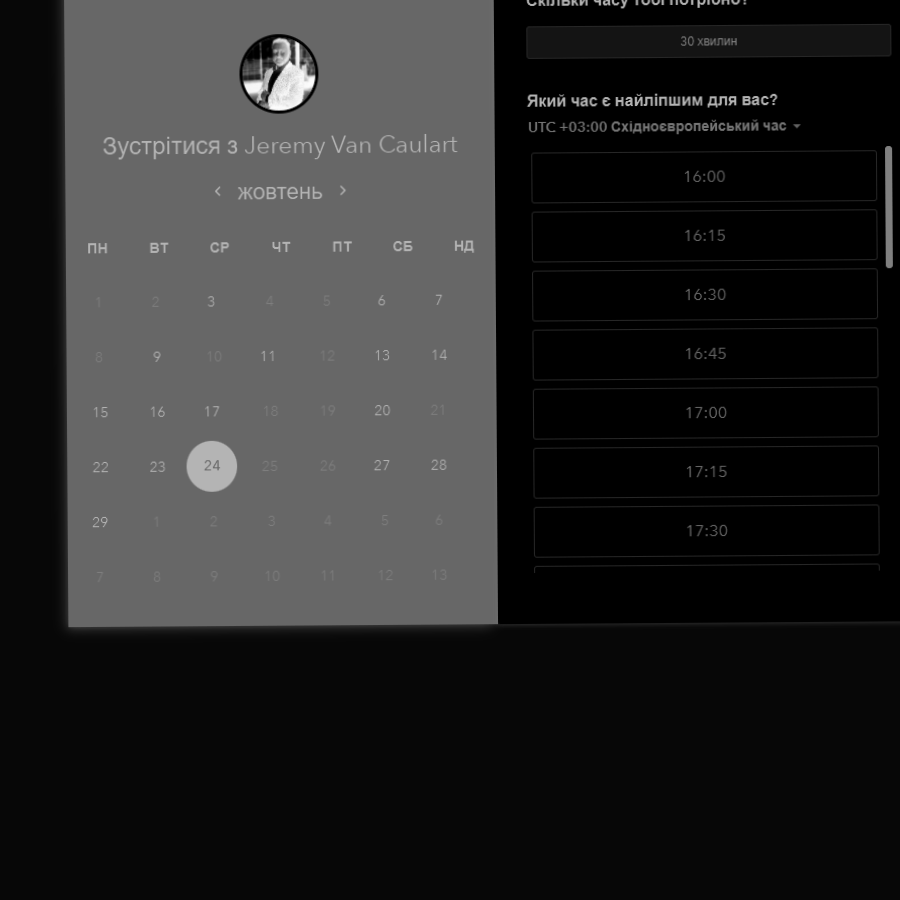 Зустрітися з Jeremy Van Caulart
жовтень
ПН ВТ СР ЧТ ПТ СБ НД
1 2 3 4 5 6 7
8 9 10 11 12 13 14
15 16 17 18 19 20 21
22 23 24 25 26 27 28
29 1 2 3 4 5 6
7 8 9 10 11 12 13
Скільки часу тобі потрібно?
30 хвилин
Який час є найліпшим для вас?
UTC +03:00 Східноєвропейський час
16:00
16:15
16:30
16:45
17:00
17:15
17:30